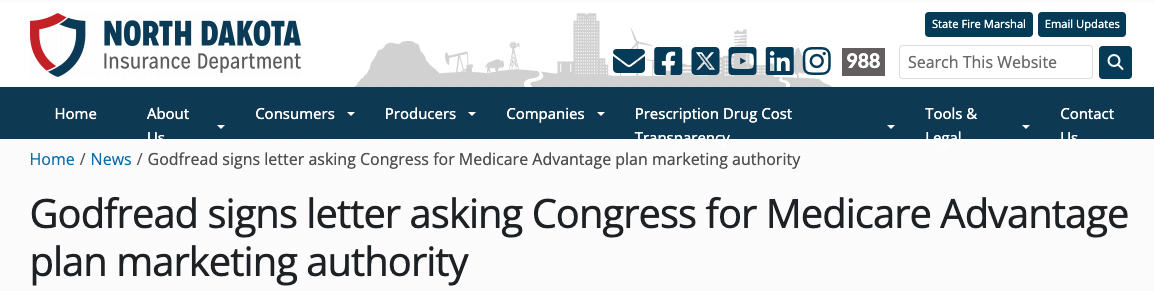 NORTH DAKOTA
Insurance Department
State Fire Marshal
Email Updates
988
Search This Website
Home
About
Us
Consumers
Producers
Companies
Prescription Drug Cost
Transparency
Tools &
Legal
Contact
Us
Home / News / Godfread signs letter asking Congress for Medicare Advantage plan marketing authority
Godfread signs letter asking Congress for Medicare Advantage
plan marketing authority